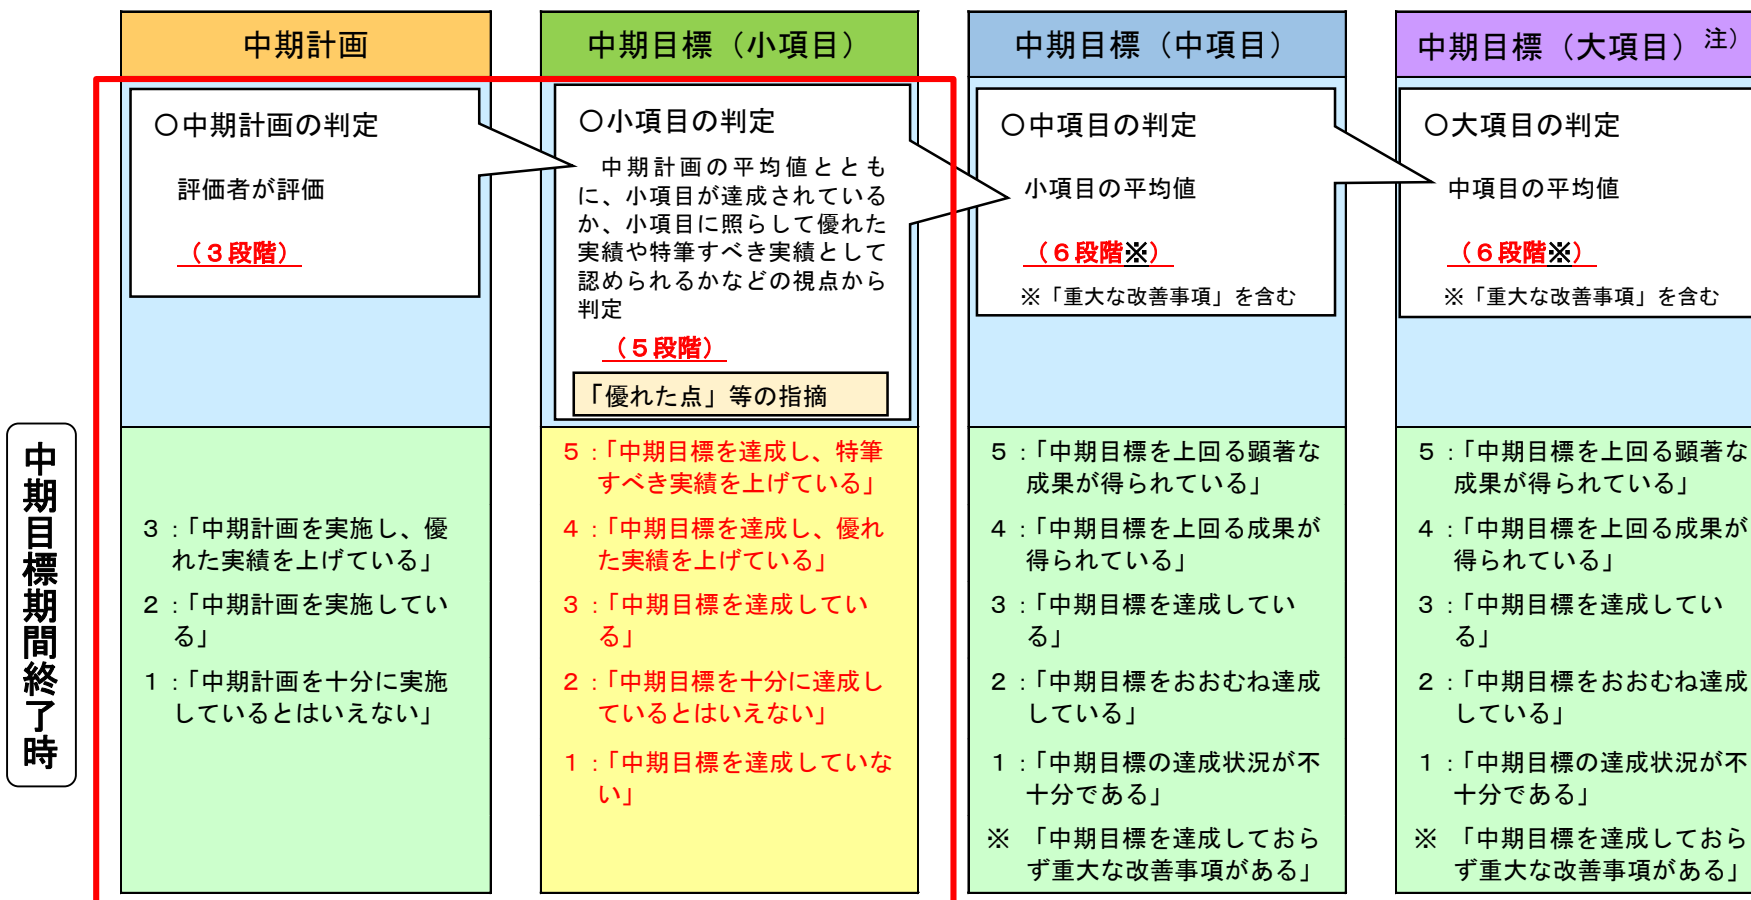 中期計画
中期目標（小項目）
中期目標（中項目）
中期目標（大項目）注）
〇中期計画の判定
評価者が評価
（３段階）
〇小項目の判定
中期計画の平均値ととも
に、小項目が達成されている
か、小項目に照らして優れた
実績や特筆すべき実績として
認められるかなどの視点から
判定
（５段階）
「優れた点」等の指摘
〇中項目の判定
小項目の平均値
（６段階※）
※「重大な改善事項」を含む
〇大項目の判定
中項目の平均値
（６段階※）
※「重大な改善事項」を含む
中期目標期間終了時
３：「中期計画を実施し、優
れた実績を上げている」
２：「中期計画を実施してい
る」
１：「中期計画を十分に実施
しているとはいえない」
５：「中期目標を達成し、特筆
すべき実績を上げている」
４：「中期目標を達成し、優れ
た実績を上げている」
３：「中期目標を達成してい
る」
２：「中期目標を十分に達成し
ているとはいえない」
１：「中期目標を達成していな
い」
５：「中期目標を上回る顕著な
成果が得られている」
４：「中期目標を上回る成果が
得られている」
３：「中期目標を達成してい
る」
２：「中期目標をおおむね達成
している」
１：「中期目標の達成状況が不
十分である」
※ 「中期目標を達成しておら
ず重大な改善事項がある」
５：「中期目標を上回る顕著な
成果が得られている」
４：「中期目標を上回る成果が
得られている」
３：「中期目標を達成してい
る」
２：「中期目標をおおむね達成
している」
１：「中期目標の達成状況が不
十分である」
※ 「中期目標を達成しておら
ず重大な改善事項がある」